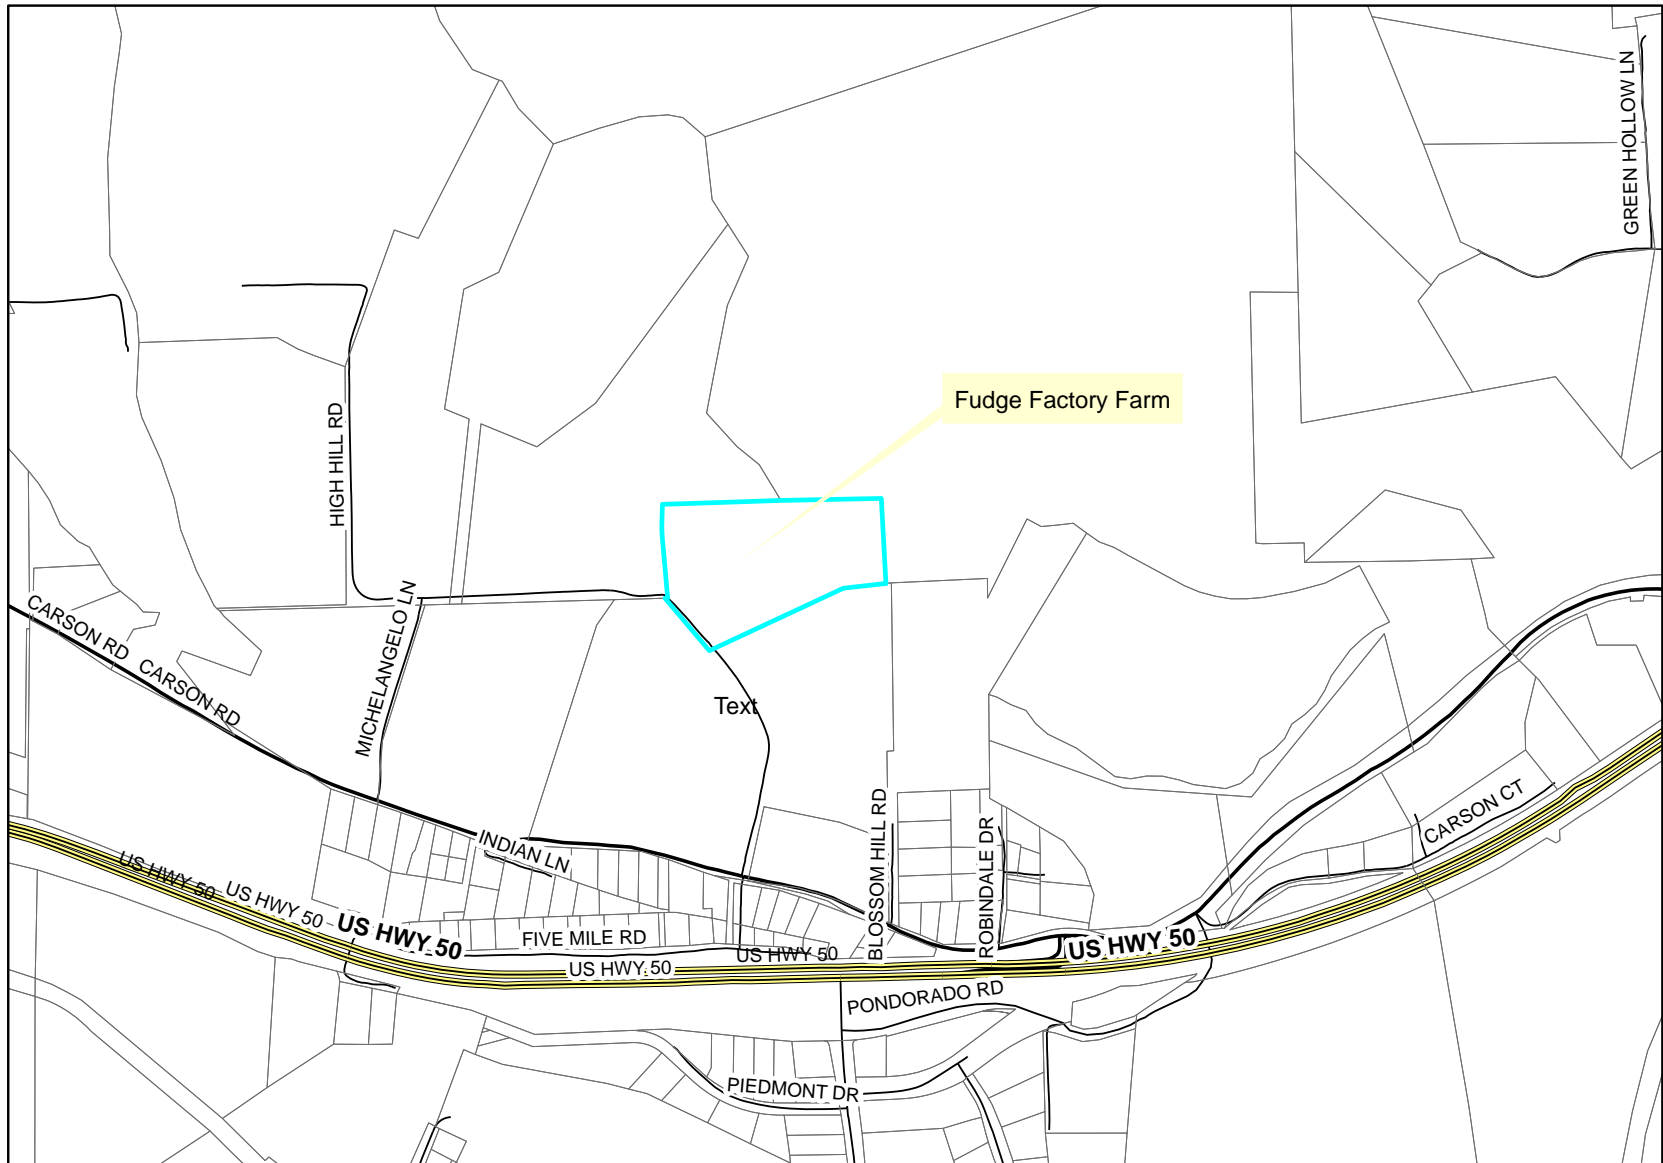 GREEN HOLLOW LN
Fudge Factory Farm
HIGH HILL RD
MICHELANGELO LN
CARSON RD
CARSON RD
Text
BLOSSOM HILL RD
ROBINDALE DR
CARSON CT
INDIAN LN
US HWY 50
US HWY 50
US HWY 50
FIVE MILE RD
US HWY 50
US HWY 50
US HWY 50
PONDORADO RD
PIEDMONT DR